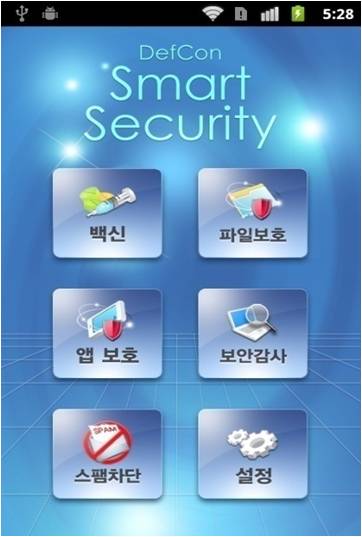 5:28
DefCon
Smart
Security
백신
파일보호
앱 보호
보안감사
SPAM
스팸차단
설정